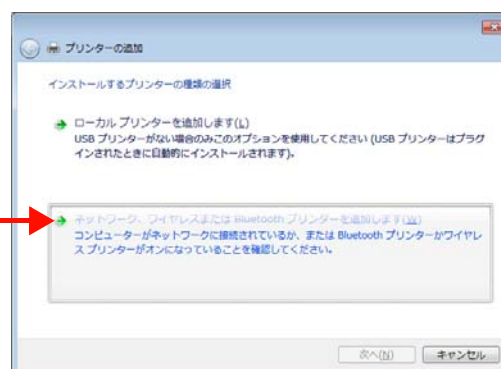 プリンターの追加
インストールするプリンターの種類の選択
ローカル プリンターを追加します(L)
USB プリンターがない場合のみこのオプションを使用してください (USB プリンターはプラグ
インされたときに自動的にインストールされます)。
ネットワーク、ワイヤレスまたは Bluetooth プリンターを追加します(W)
コンピューターがネットワークに接続されているか、または Bluetooth プリンターかワイヤレ
ス プリンターがオンになっていることを確認してください。
次へ(N)
キャンセル